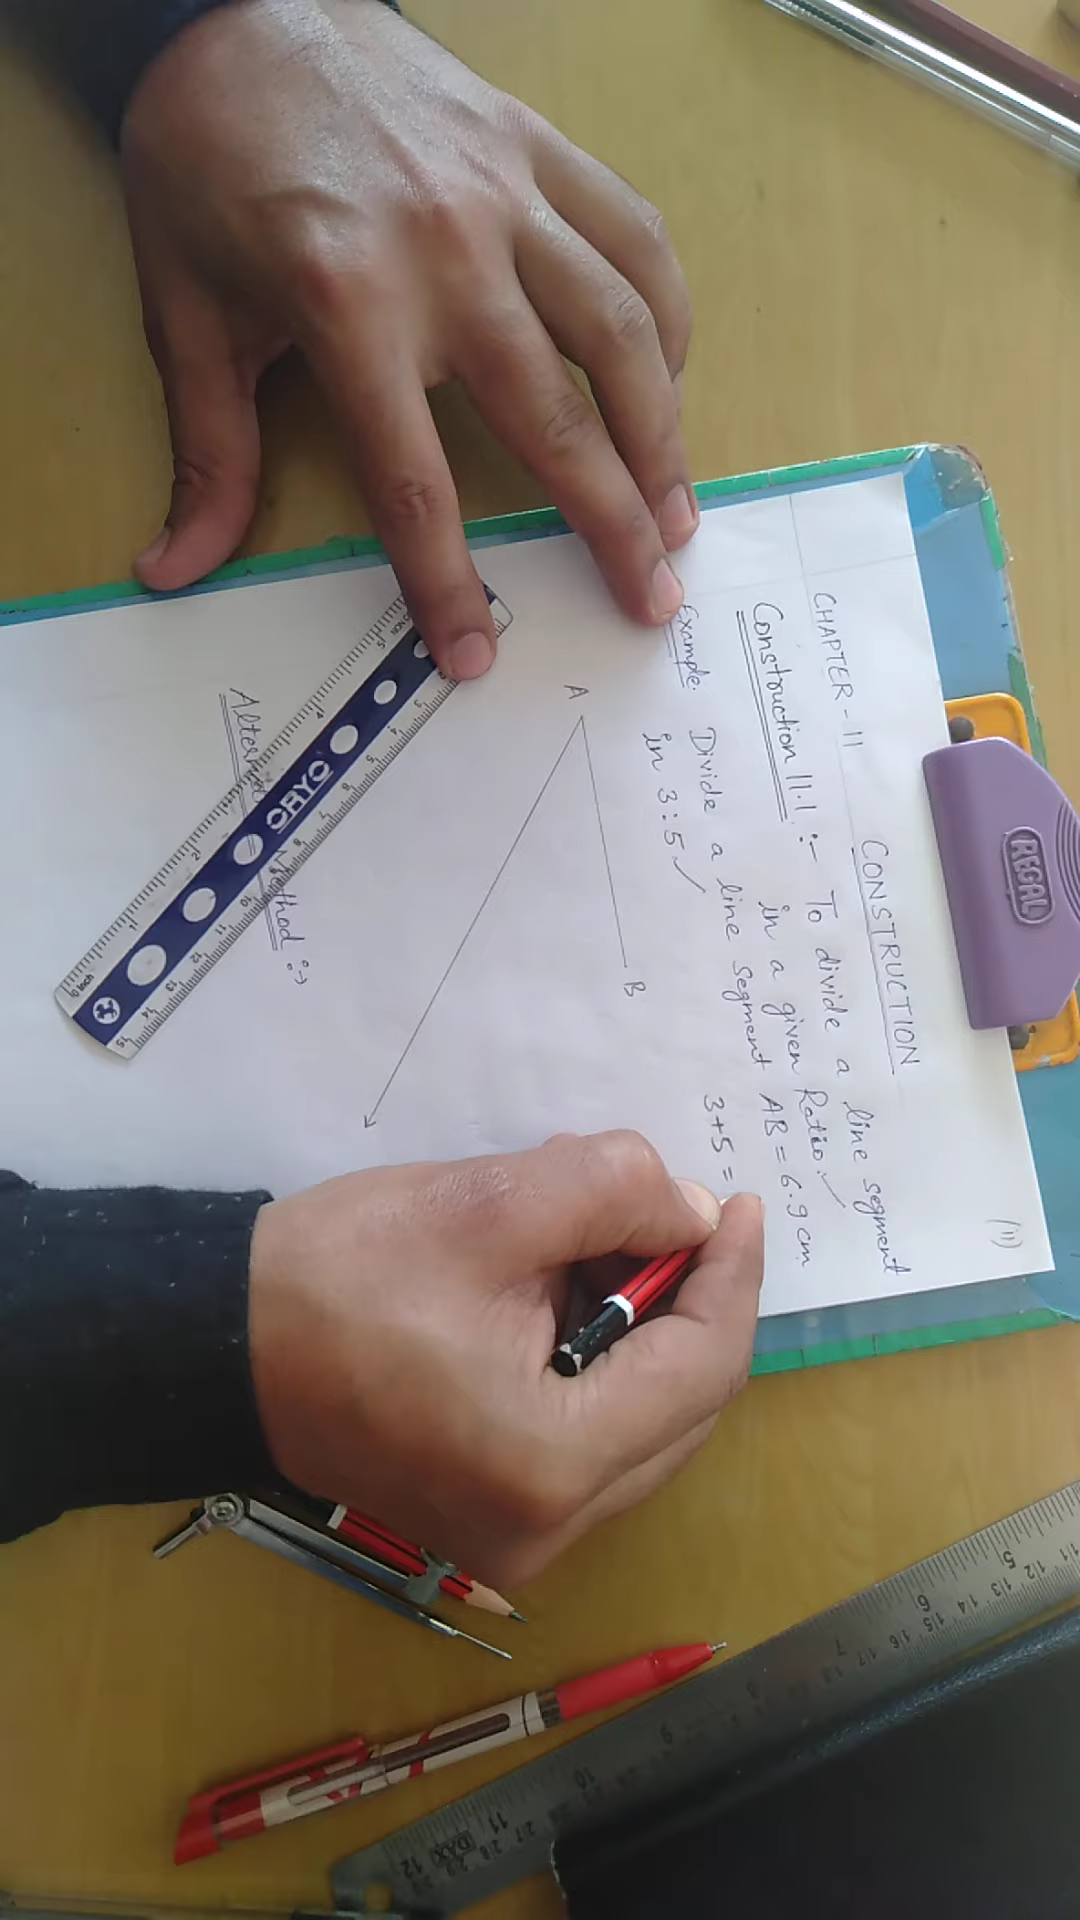 (11)
CONSTRUCTION
CHAPTER - 11
Construction 11.1 :- To divide a line segment
in a given Ratio.
Example. Divide a line segment AB = 6.9 cm
in 3:5
3+5 =
A
B
Method :->
CRYO
REGAL